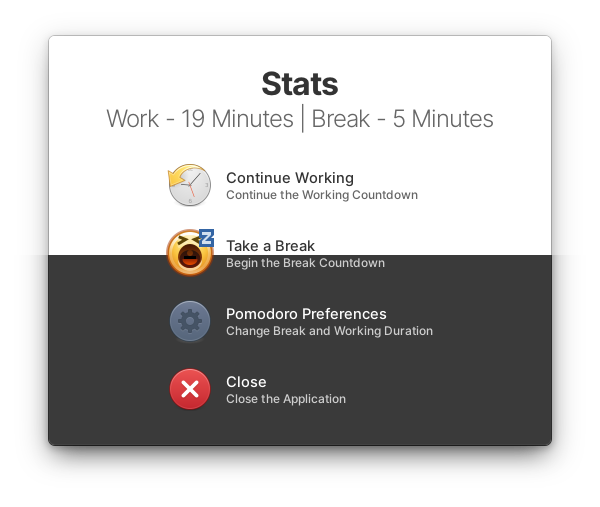 Stats
Work - 19 Minutes | Break - 5 Minutes
Continue Working
Continue the Working Countdown
Z
Take a Break
Begin the Break Countdown
Pomodoro Preferences
Change Break and Working Duration
Close
Close the Application